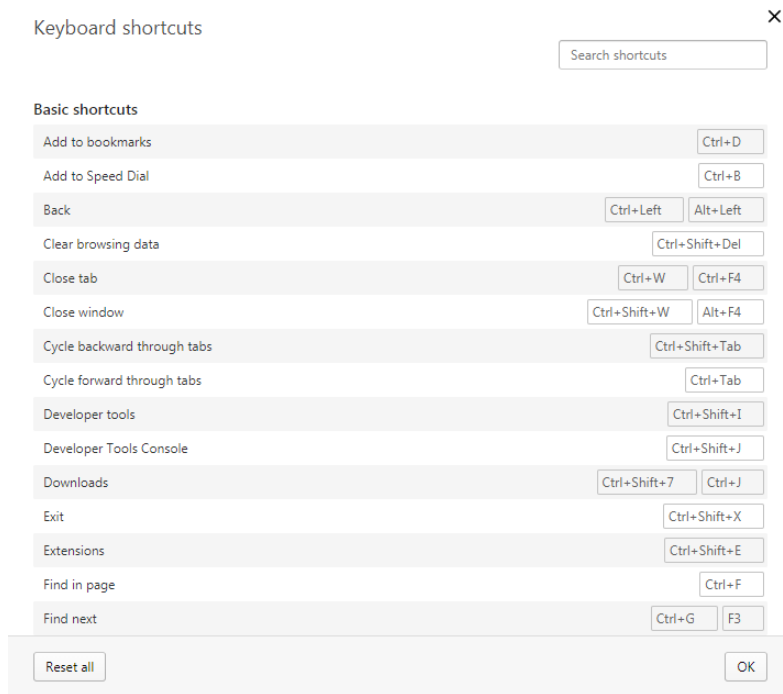 Keyboard shortcuts
Search shortcuts
Basic shortcuts
Add to bookmarks Ctrl+D
Add to Speed Dial Ctrl+B
Back Ctrl+Left Alt+Left
Clear browsing data Ctrl+Shift+Del
Close tab Ctrl+W Ctrl+F4
Close window Ctrl+Shift+W Alt+F4
Cycle backward through tabs Ctrl+Shift+Tab
Cycle forward through tabs Ctrl+Tab
Developer tools Ctrl+Shift+I
Developer Tools Console Ctrl+Shift+J
Downloads Ctrl+Shift+7 Ctrl+J
Exit Ctrl+Shift+X
Extensions Ctrl+Shift+E
Find in page Ctrl+F
Find next Ctrl+G F3
Reset all OK